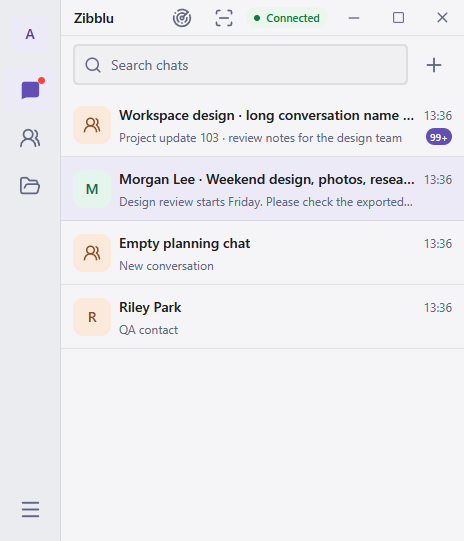 A
Zibblu
Connected
Search chats
Workspace design · long conversation name ... 13:36
Project update 103 · review notes for the design team 99+
M
Morgan Lee · Weekend design, photos, resea... 13:36
Design review starts Friday. Please check the exported...
Empty planning chat 13:36
New conversation
R
Riley Park 13:36
QA contact